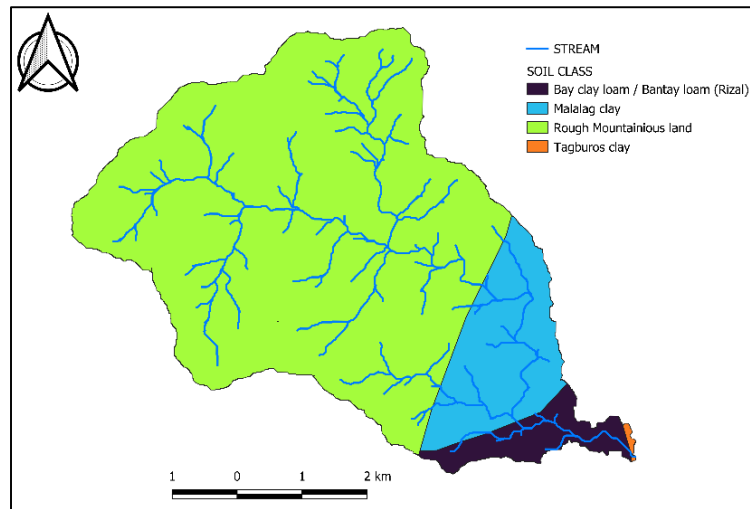 STREAM
SOIL CLASS
Bay clay loam / Bantay loam (Rizal)
Malalag clay
Rough Mountainious land
Tagburos clay
1 0 1 2 km